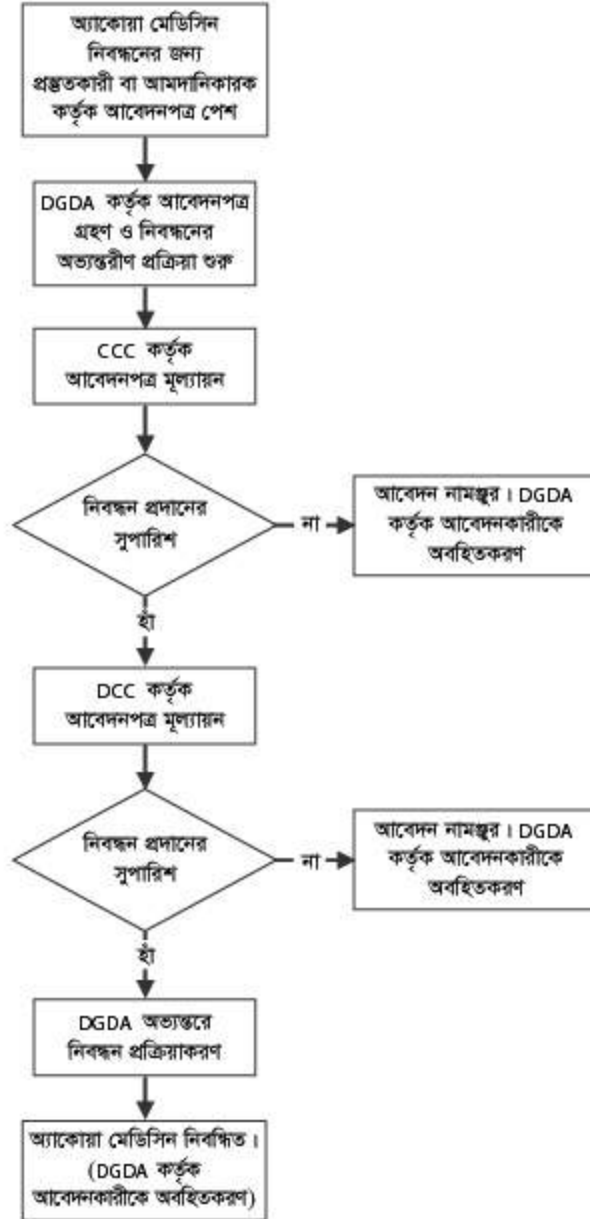 অ্যাকোয়া মেডিসিন
নিবন্ধনের জন্য
প্রস্তুতকারী বা আমদানিকারক
কর্তৃক আবেদনপত্র পেশ
DGDA কর্তৃক আবেদনপত্র
গ্রহণ ও নিবন্ধনের
অভ্যন্তরীণ প্রক্রিয়া শুরু
CCC কর্তৃক
আবেদনপত্র মূল্যায়ন
নিবন্ধন প্রদানের
সুপারিশ
না
আবেদন নামঞ্জুর। DGDA
কর্তৃক আবেদনকারীকে
অবহিতকরণ
হাঁ
DCC কর্তৃক
আবেদনপত্র মূল্যায়ন
নিবন্ধন প্রদানের
সুপারিশ
না
আবেদন নামঞ্জুর। DGDA
কর্তৃক আবেদনকারীকে
অবহিতকরণ
হাঁ
DGDA অভ্যন্তরে
নিবন্ধন প্রক্রিয়াকরণ
অ্যাকোয়া মেডিসিন নিবন্ধিত।
(DGDA কর্তৃক
আবেদনকারীকে অবহিতকরণ)